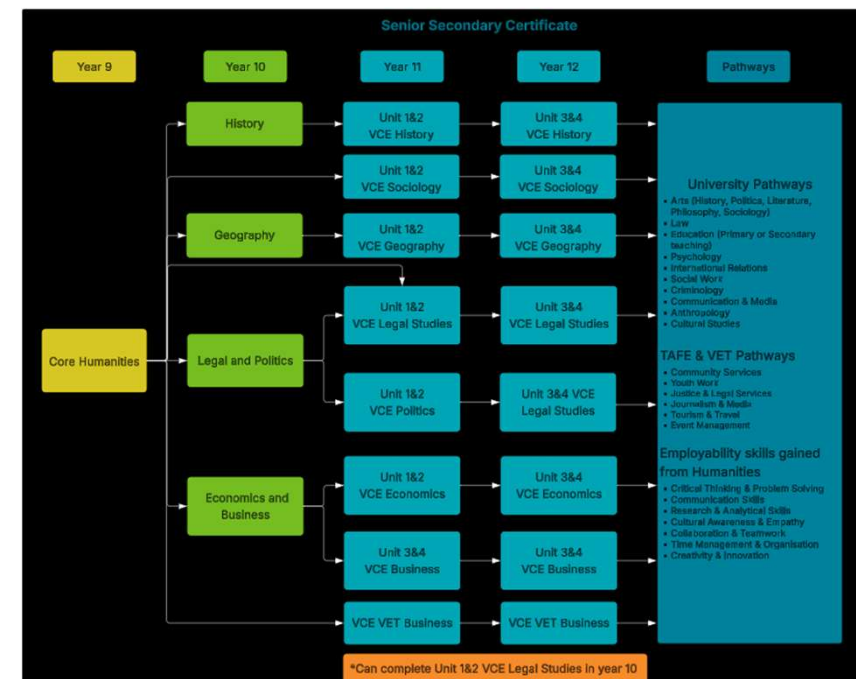 Senior Secondary Certificate
Year 9
Year 10
Year 11
Year 12
Pathways
History
Unit 1&2
VCE History
Unit 3&4
VCE History
Unit 1&2
VCE Sociology
Unit 3&4
VCE Sociology
Geography
Unit 1&2
VCE Geography
Unit 3&4
VCE Geography
Unit 1&2
VCE Legal Studies
Unit 3&4
VCE Legal Studies
Core Humanities
Legal and Politics
Unit 1&2
VCE Politics
Unit 3&4 VCE
Legal Studies
Economics and
Business
Unit 1&2
VCE Economics
Unit 3&4
VCE Economics
Unit 3&4
VCE Business
Unit 3&4
VCE Business
VCE VET Business
VCE VET Business
University Pathways
• Arts (History, Politics, Literature,
Philosophy, Sociology)
• Law
• Education (Primary or Secondary
teaching)
• Psychology
• International Relations
• Social Work
• Criminology
• Communication & Media
• Anthropology
• Cultural Studies
TAFE & VET Pathways
• Community Services
• Youth Work
• Justice & Legal Services
• Journalism & Media
• Tourism & Travel
• Event Management
Employability skills gained
from Humanities
• Critical Thinking & Problem Solving
• Communication Skills
• Research & Analytical Skills
• Cultural Awareness & Empathy
• Collaboration & Teamwork
• Time Management & Organisation
• Creativity & Innovation
*Can complete Unit 1&2 VCE Legal Studies in year 10